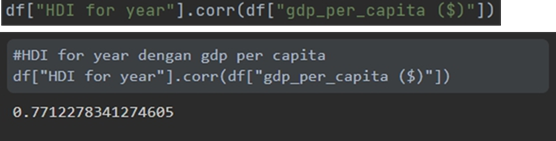 df["HDI for year"].corr(df["gdp_per_capita ($)"])
#HDI for year dengan gdp per capita
df["HDI for year"].corr(df["gdp_per_capita ($)"])
0.7712278341274605